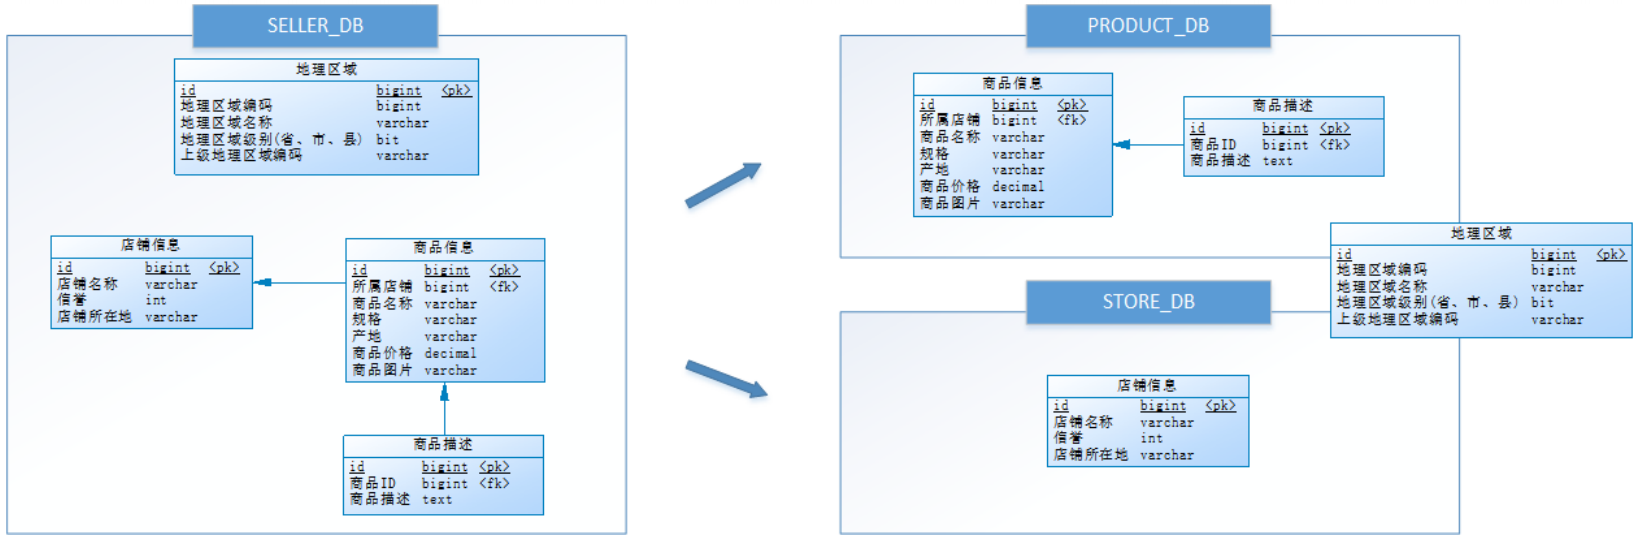 SELLER_DB
地理区域
id bigint <pk>
地理区域编码 bigint
地理区域名称 varchar
地理区域级别(省、市、县) bit
上级地理区域编码 varchar
店铺信息
id bigint <pk>
店铺名称 varchar
信誉 int
店铺所在地 varchar
商品信息
id bigint <pk>
所属店铺 bigint <fk>
商品名称 varchar
规格 varchar
产地 varchar
商品价格 decimal
商品图片 varchar
商品描述
id bigint <pk>
商品ID bigint <fk>
商品描述 text
PRODUCT_DB
商品信息
id bigint <pk>
所属店铺 bigint <fk>
商品名称 varchar
规格 varchar
产地 varchar
商品价格 decimal
商品图片 varchar
商品描述
id bigint <pk>
商品ID bigint <fk>
商品描述 text
地理区域
id bigint <pk>
地理区域编码 bigint
地理区域名称 varchar
地理区域级别(省、市、县) bit
上级地理区域编码 varchar
STORE_DB
店铺信息
id bigint <pk>
店铺名称 varchar
信誉 int
店铺所在地 varchar